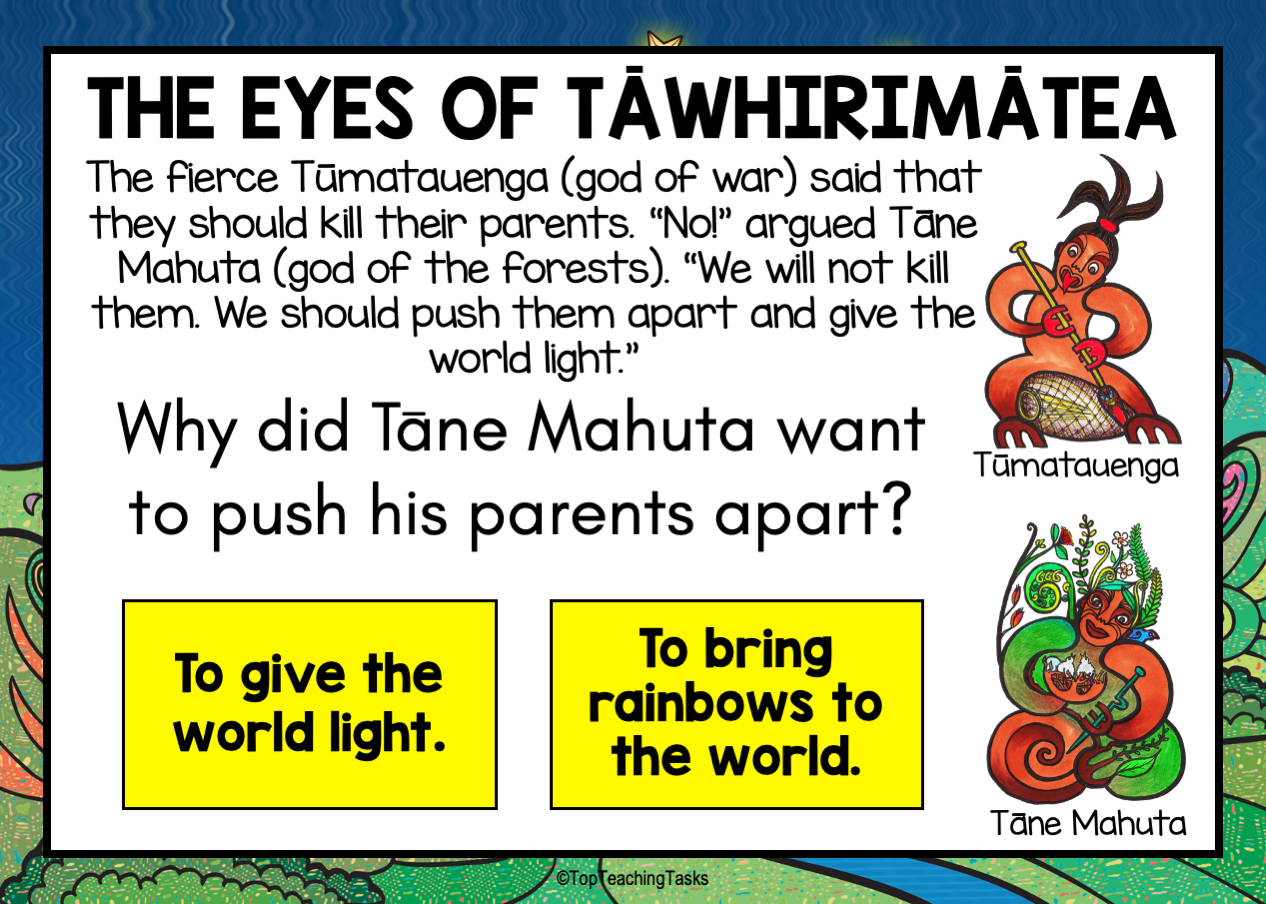 THE EYES OF TĀWHIRIMĀTEA
The fierce Tūmatauenga (god of war) said that
they should kill their parents. “No!” argued Tāne
Mahuta (god of the forests). “We will not kill
them. We should push them apart and give the
world light.”
Tūmatauenga
Why did Tāne Mahuta want
to push his parents apart?
To give the
world light.
To bring
rainbows to
the world.
Tāne Mahuta
©TopTeachingTasks